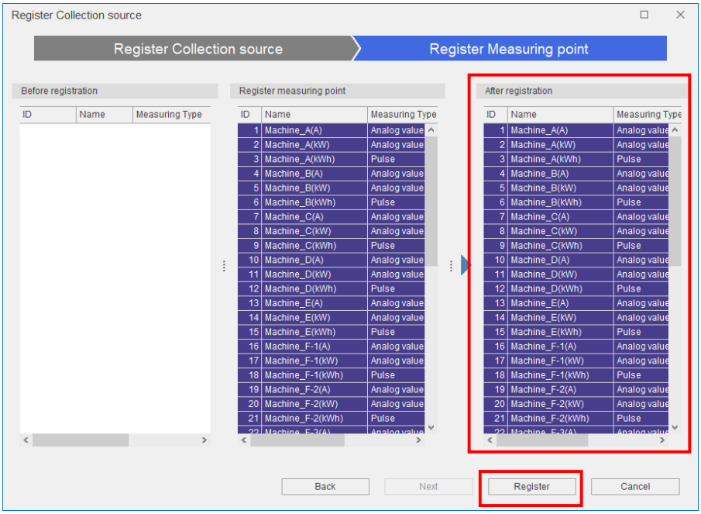 Register Collection source
Register Collection source
Register Measuring point
Before registration
ID Name Measuring Type
Register measuring point
ID Name Measuring Type
1 Machine_A(A) Analog value
2 Machine_A(kW) Analog value
3 Machine_A(kWh) Pulse
4 Machine_B(A) Analog value
5 Machine_B(kW) Analog value
6 Machine_B(kWh) Pulse
7 Machine_C(A) Analog value
8 Machine_C(kW) Analog value
9 Machine_C(kWh) Pulse
10 Machine_D(A) Analog value
11 Machine_D(kW) Analog value
12 Machine_D(kWh) Pulse
13 Machine_E(A) Analog value
14 Machine_E(kW) Analog value
15 Machine_E(kWh) Pulse
16 Machine_F-1(A) Analog value
17 Machine_F-1(kW) Analog value
18 Machine_F-1(kWh) Pulse
19 Machine_F-2(A) Analog value
20 Machine_F-2(kW) Analog value
21 Machine_F-2(kWh) Pulse
22 Machine_F-3(A) Analog value
After registration
ID Name Measuring Type
1 Machine_A(A) Analog value
2 Machine_A(kW) Analog value
3 Machine_A(kWh) Pulse
4 Machine_B(A) Analog value
5 Machine_B(kW) Analog value
6 Machine_B(kWh) Pulse
7 Machine_C(A) Analog value
8 Machine_C(kW) Analog value
9 Machine_C(kWh) Pulse
10 Machine_D(A) Analog value
11 Machine_D(kW) Analog value
12 Machine_D(kWh) Pulse
13 Machine_E(A) Analog value
14 Machine_E(kW) Analog value
15 Machine_E(kWh) Pulse
16 Machine_F-1(A) Analog value
17 Machine_F-1(kW) Analog value
18 Machine_F-1(kWh) Pulse
19 Machine_F-2(A) Analog value
20 Machine_F-2(kW) Analog value
21 Machine_F-2(kWh) Pulse
22 Machine_F-3(A) Analog value
Back Next Register Cancel